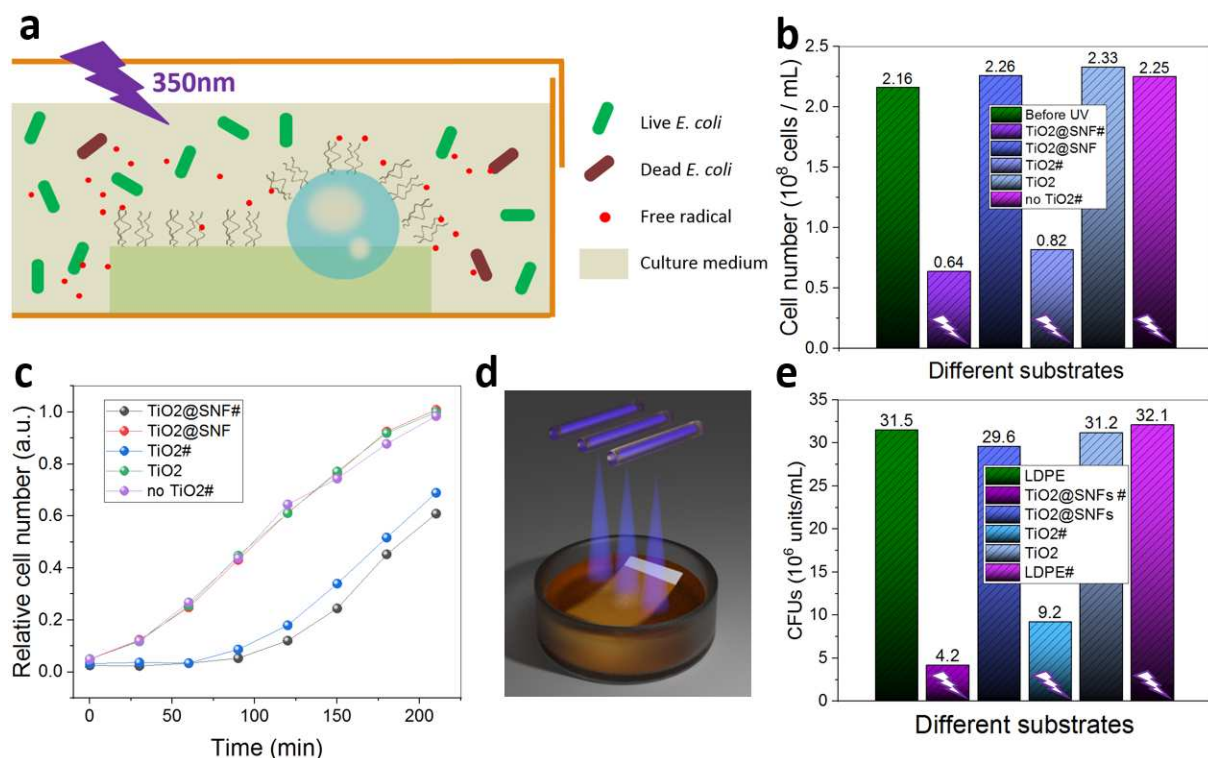 a
350nm
Live E. coli
Dead E. coli
Free radical
Culture medium
b
Cell number (10⁸ cells / mL)
2.5
2.0
1.5
1.0
0.5
0.0
2.16
0.64
2.26
0.82
2.33
2.25
Before UV
TiO2@SNF#
TiO2@SNF
TiO2#
TiO2
no TiO2#
Different substrates
c
Relative cell number (a.u.)
1.0
0.8
0.6
0.4
0.2
0.0
TiO2@SNF#
TiO2@SNF
TiO2#
TiO2
no TiO2#
0
50
100
150
200
Time (min)
d
e
CFUs (10⁶ units/mL)
35
30
25
20
15
10
5
0
31.5
4.2
29.6
9.2
31.2
32.1
LDPE
TiO2@SNFs #
TiO2@SNFs
TiO2#
TiO2
LDPE#
Different substrates